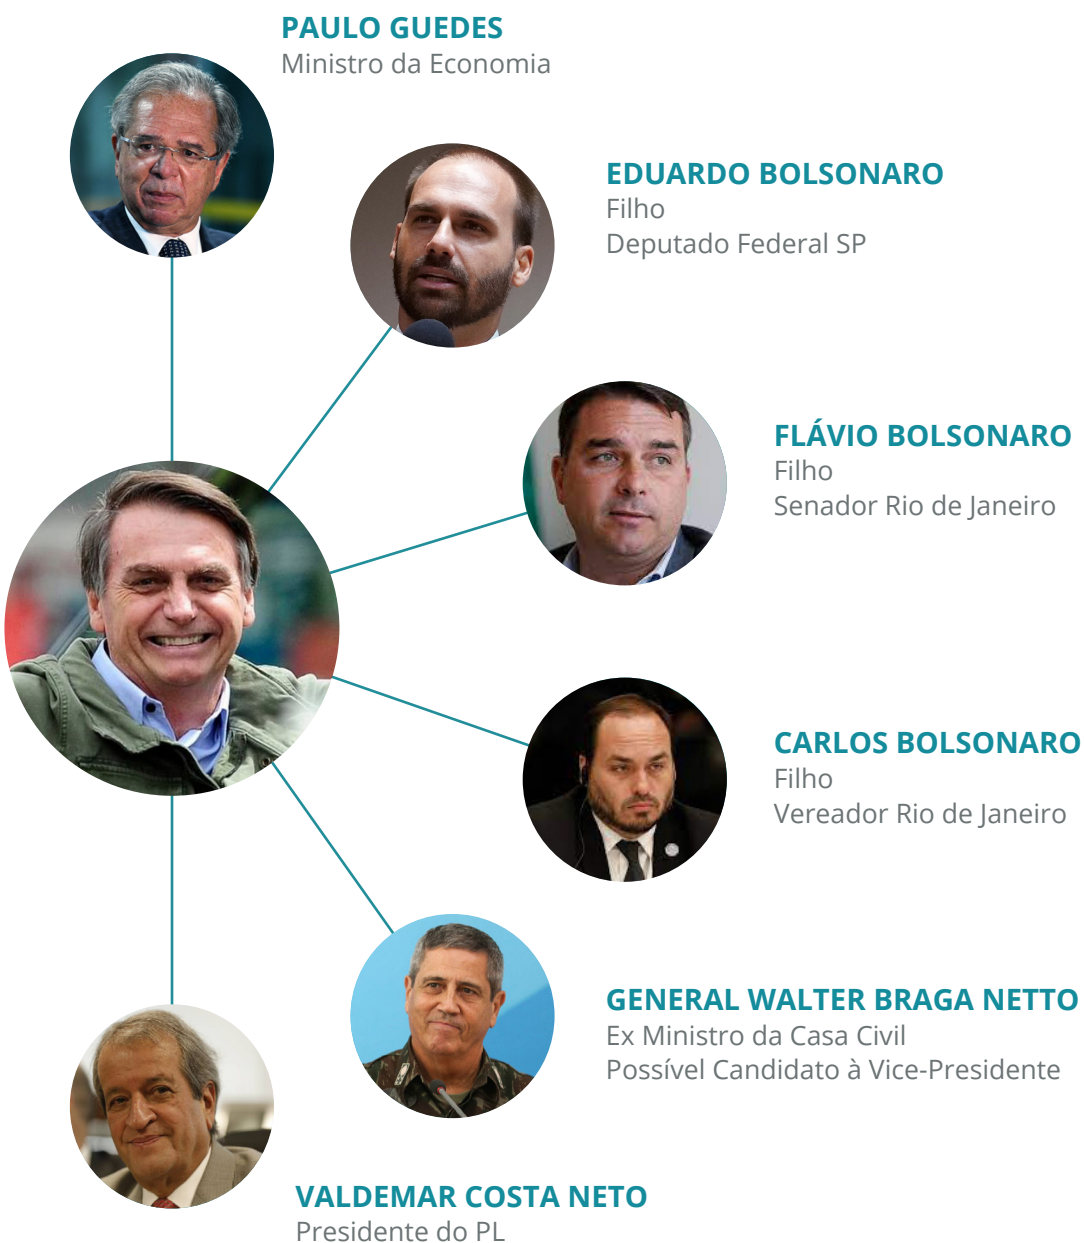 PAULO GUEDES
Ministro da Economia
EDUARDO BOLSONARO
Filho
Deputado Federal SP
FLÁVIO BOLSONARO
Filho
Senador Rio de Janeiro
CARLOS BOLSONARO
Filho
Vereador Rio de Janeiro
GENERAL WALTER BRAGA NETTO
Ex Ministro da Casa Civil
Possível Candidato à Vice-Presidente
VALDEMAR COSTA NETO
Presidente do PL